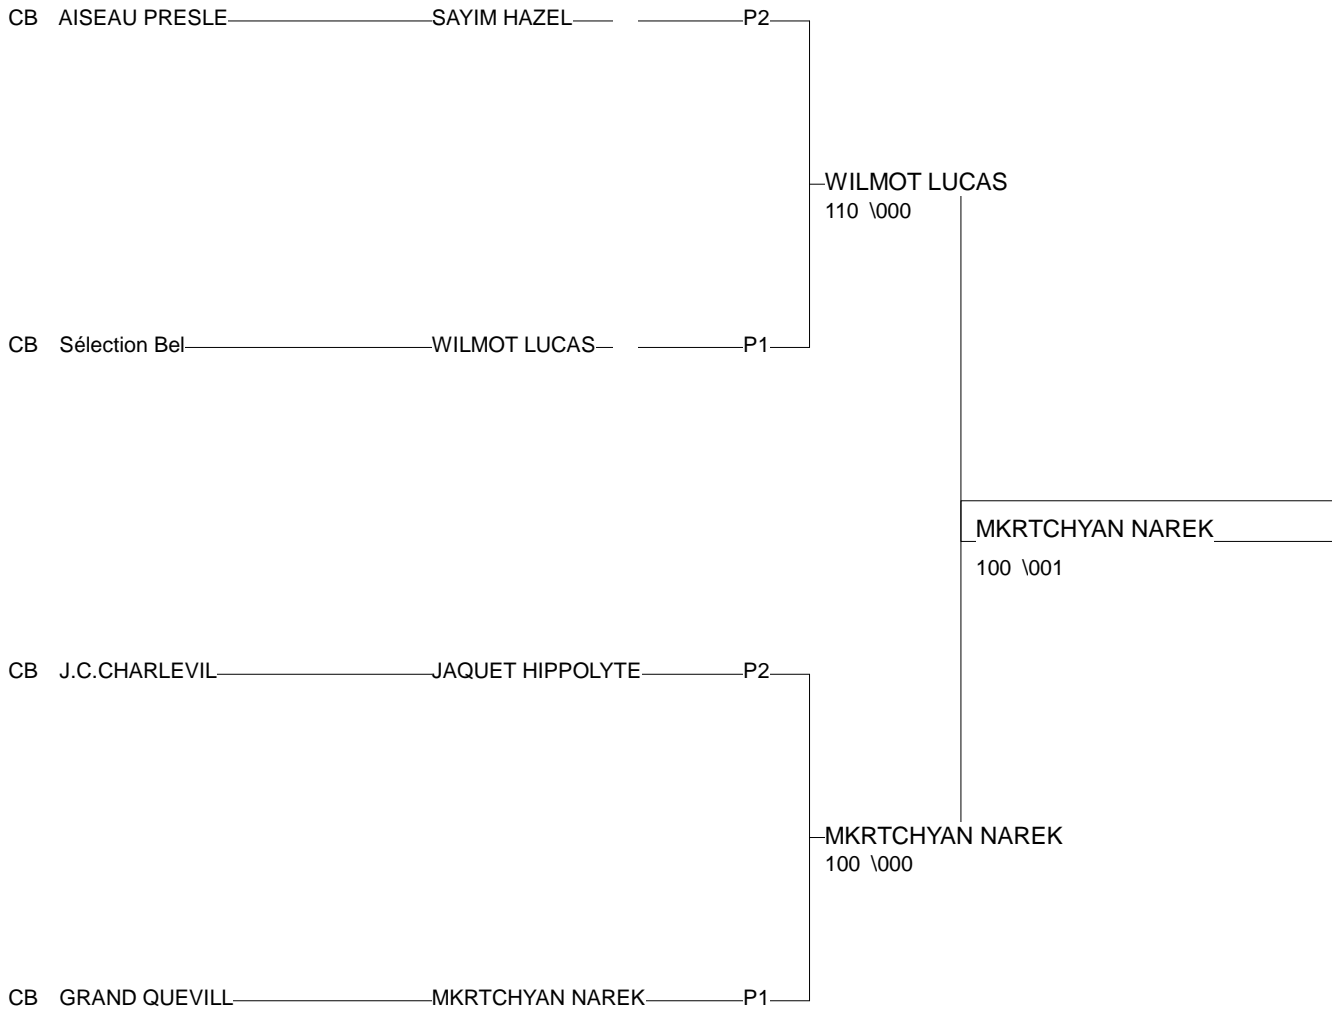 CB AISEAU PRESLE SAYIM HAZEL P2
WILMOT LUCAS
110 \000
CB Sélection Bel WILMOT LUCAS P1
MKRTCHYAN NAREK
100 \001
CB J.C.CHARLEVIL JAQUET HIPPOLYTE P2
MKRTCHYAN NAREK
100 \000
CB GRAND QUEVILL MKRTCHYAN NAREK P1